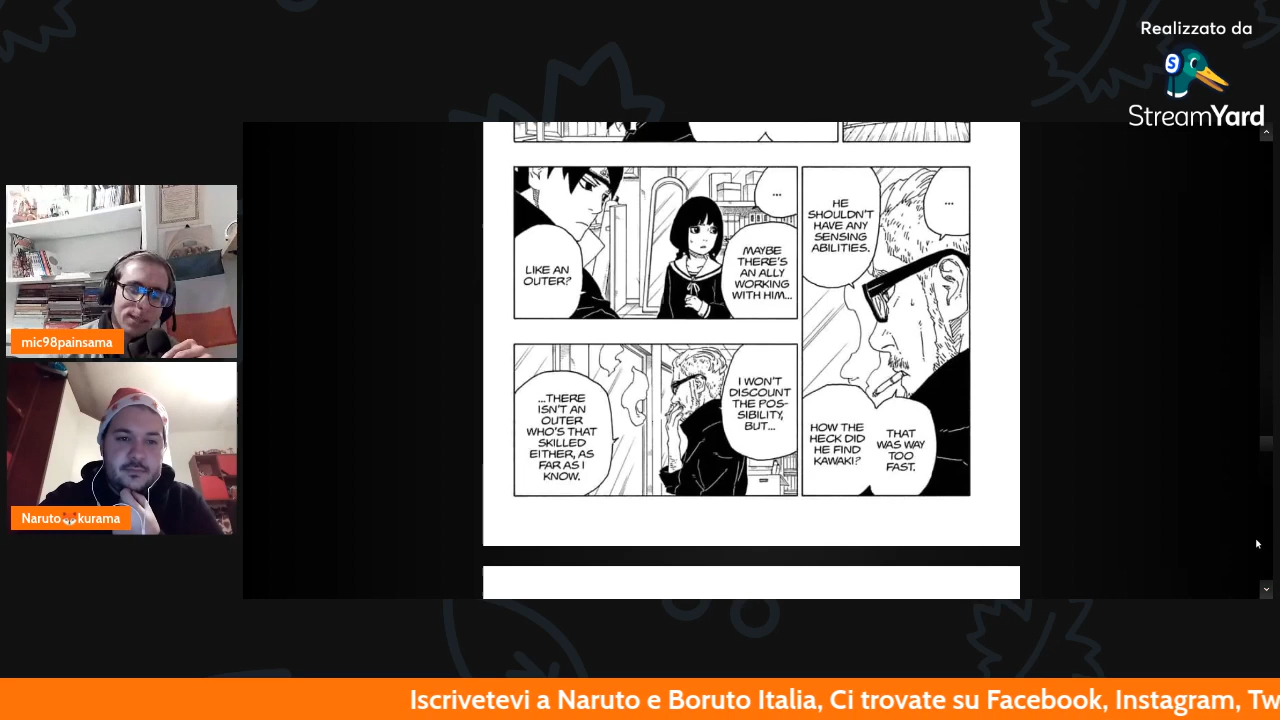 Realizzato da
StreamYard
...
HE
SHOULDN'T
HAVE ANY
SENSING
ABILITIES.
HOW THE
HECK DID
HE FIND
KAWAKI?
THAT
WAS WAY
TOO
FAST.
...
MAYBE
THERE'S
AN ALLY
WORKING
WITH HIM...
LIKE AN
OUTER?
I WON'T
DISCOUNT
THE POS-
SIBILITY,
BUT...
...THERE
ISN'T AN
OUTER
WHO'S THAT
SKILLED
EITHER, AS
FAR AS I
KNOW.
mic98painsama
Naruto🦊kurama
Iscrivetevi a Naruto e Boruto Italia, Ci trovate su Facebook, Instagram, Tw